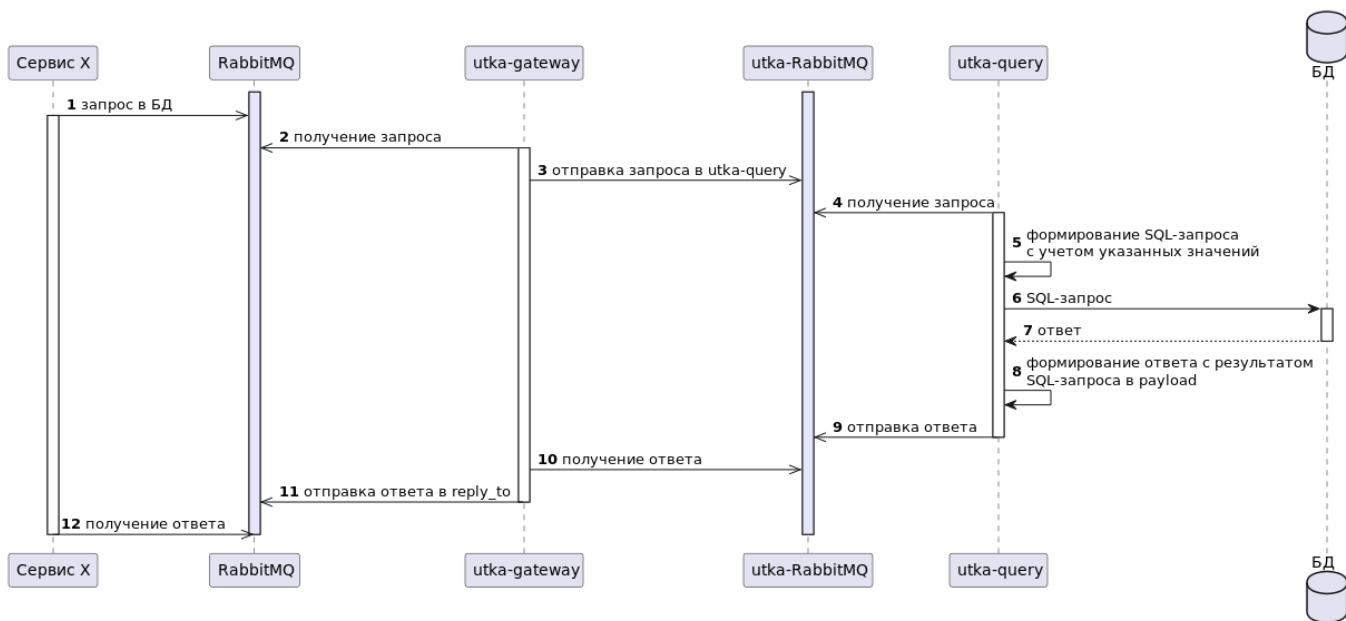 БД
Сервис X
RabbitMQ
utka-gateway
utka-RabbitMQ
utka-query
1 запрос в БД
2 получение запроса
3 отправка запроса в utka-query
4 получение запроса
5 формирование SQL-запроса
с учетом указанных значений
6 SQL-запрос
7 ответ
8 формирование ответа с результатом
SQL-запроса в payload
9 отправка ответа
10 получение ответа
11 отправка ответа в reply_to
12 получение ответа
Сервис X
RabbitMQ
utka-gateway
utka-RabbitMQ
utka-query
БД